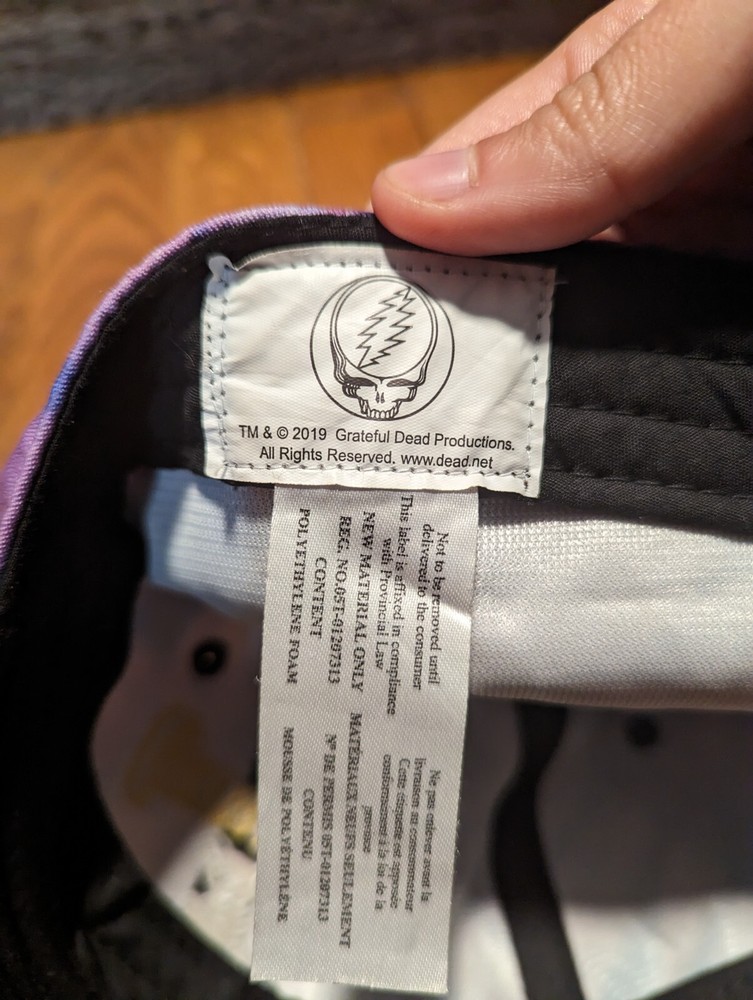 TM & © 2019 Grateful Dead Productions.
All Rights Reserved. www.dead.net
Not to be removed until
delivered to the consumer
This label is affixed in compliance
with Provincial Law
NEW MATERIAL ONLY
REG. NO.05T-01207313
CONTENT
POLYETHYLENE FOAM
Ne pas enlever avant la
livraison au consommateur
Cette étiquette est apposée
conformément à la loi de la
province
MATÉRIAUX NEUFS SEULEMENT
Nº DE PERMIS 05T-01207313
CONTENU
MOUSSE DE POLYÉTHYLÈNE